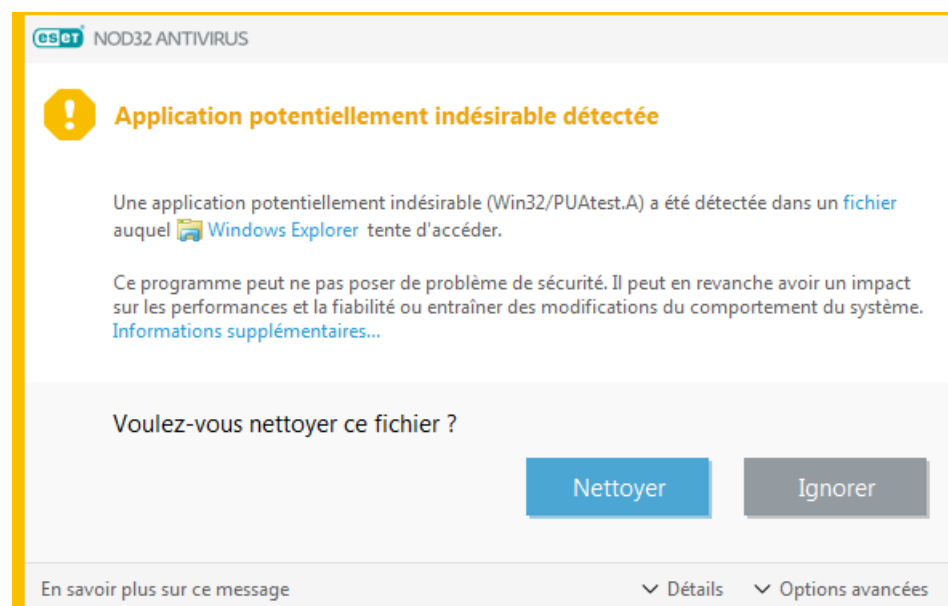 eset NOD32 ANTIVIRUS
Application potentiellement indésirable détectée
Une application potentiellement indésirable (Win32/PUAtest.A) a été détectée dans un fichier
auquel Windows Explorer tente d'accéder.
Ce programme peut ne pas poser de problème de sécurité. Il peut en revanche avoir un impact
sur les performances et la fiabilité ou entraîner des modifications du comportement du système.
Informations supplémentaires...
Voulez-vous nettoyer ce fichier ?
Nettoyer Ignorer
En savoir plus sur ce message Détails Options avancées